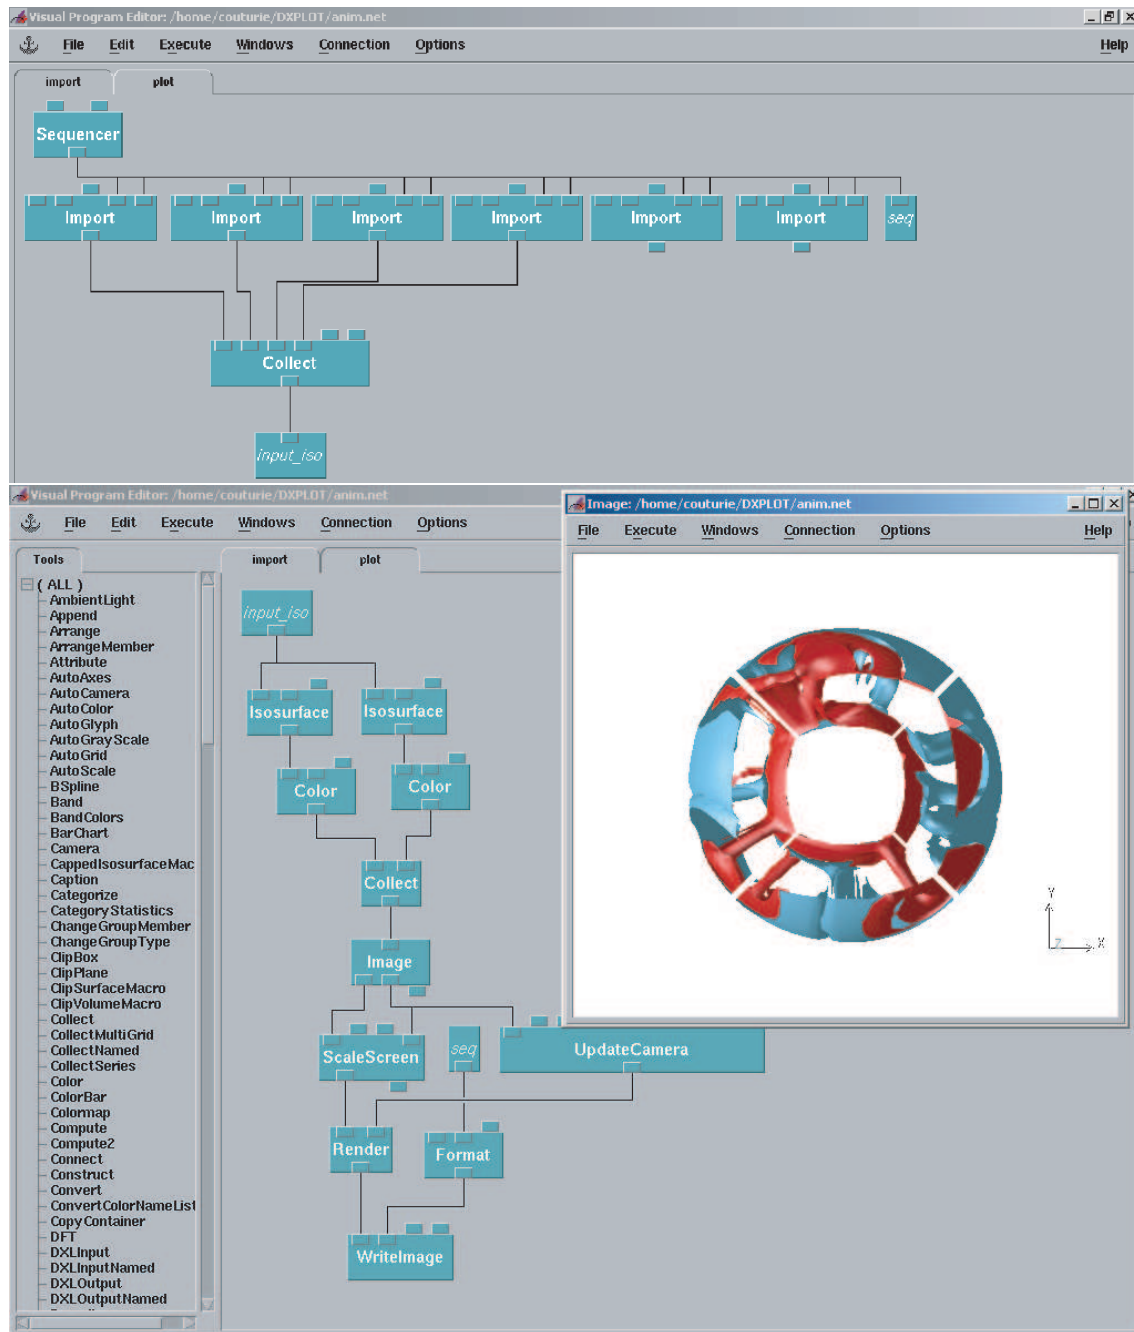 Visual Program Editor: /home/couturie/DXPLOT/anim.net
File Edit Execute Windows Connection Options Help
import plot
Sequencer
Import Import Import Import Import Import seq
Collect
input_iso
Visual Program Editor: /home/couturie/DXPLOT/anim.net
File Edit Execute Windows Connection Options
Tools
(ALL)
AmbientLight
Append
Arrange
ArrangeMember
Attribute
AutoAxes
AutoCamera
AutoColor
AutoGlyph
AutoGrayScale
AutoGrid
AutoScale
BSpline
Band
BandColors
BarChart
Camera
CappedIsosurfaceMac
Caption
Categorize
CategoryStatistics
ChangeGroupMember
ChangeGroupType
ClipBox
ClipPlane
ClipSurfaceMacro
ClipVolumeMacro
Collect
CollectMultiGrid
CollectNamed
CollectSeries
Color
ColorBar
Colormap
Compute
Compute2
Connect
Construct
Convert
ConvertColorNameList
CopyContainer
DFT
DXLInput
DXLInputNamed
DXLOutput
DXLOutputNamed
import plot
input_iso
Isosurface Isosurface
Color Color
Collect
Image
ScaleScreen seq UpdateCamera
Render Format
WriteImage
Image: /home/couturie/DXPLOT/anim.net
File Execute Windows Connection Options Help
Y
Z X